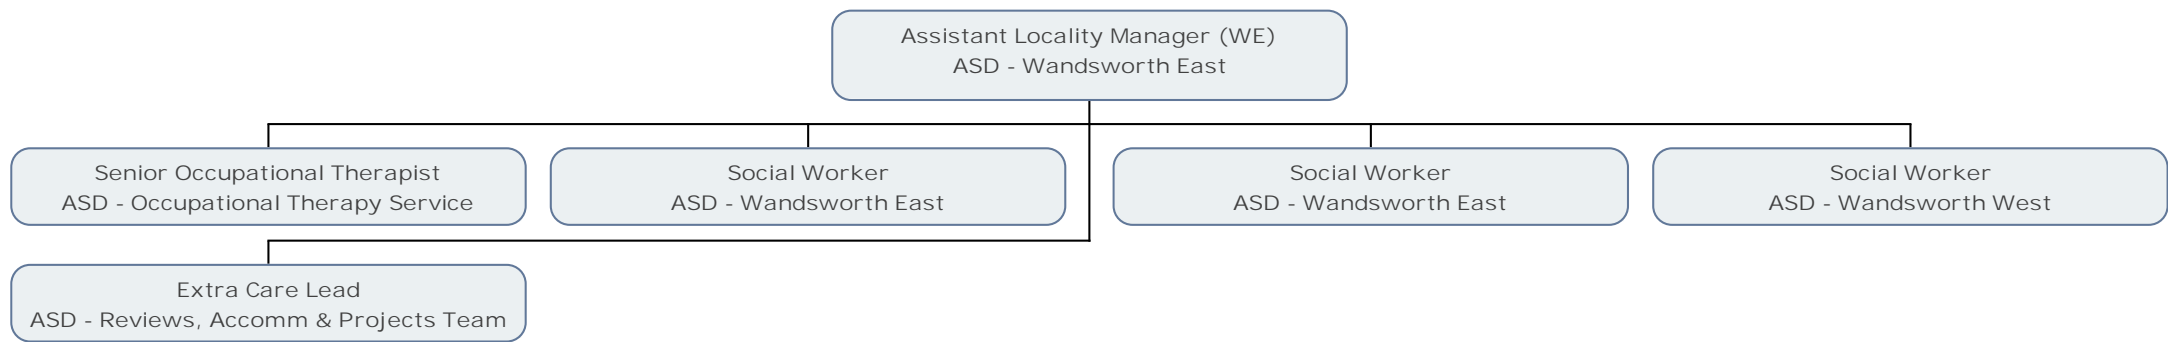 Assistant Locality Manager (WE)
ASD - Wandsworth East
Senior Occupational Therapist
ASD - Occupational Therapy Service
Social Worker
ASD - Wandsworth East
Social Worker
ASD - Wandsworth East
Social Worker
ASD - Wandsworth West
Extra Care Lead
ASD - Reviews, Accomm & Projects Team